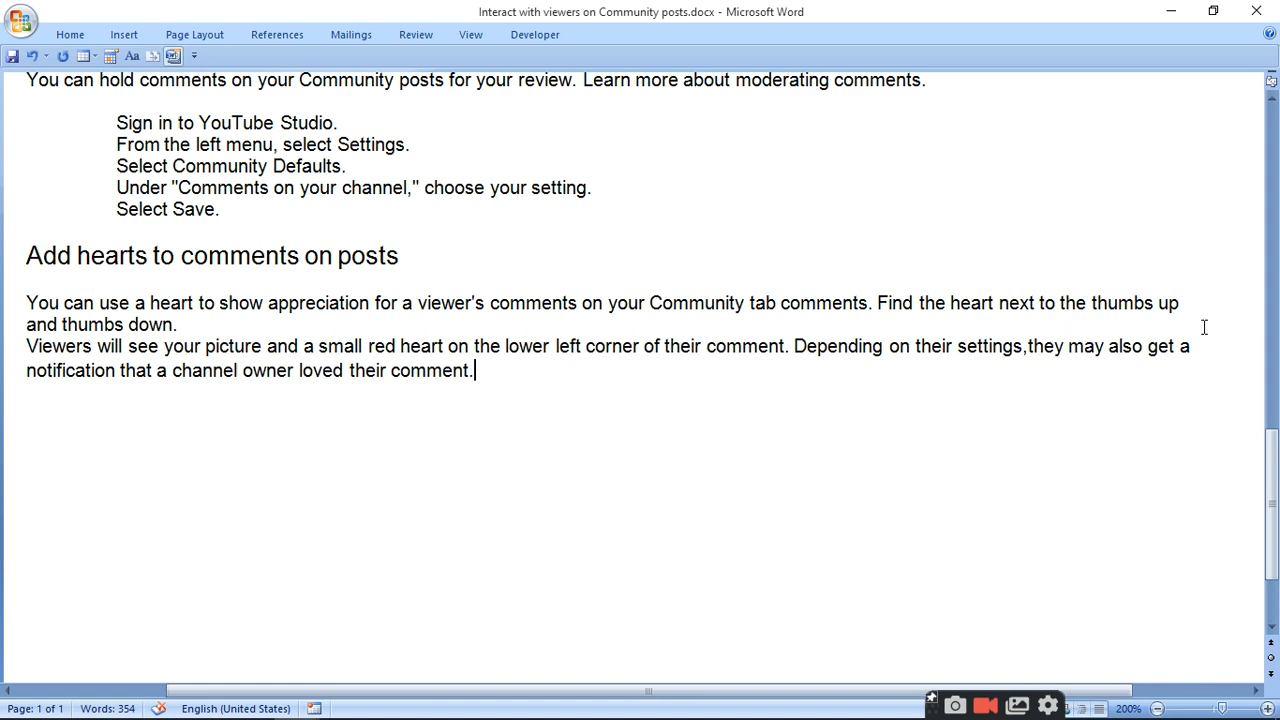 Interact with viewers on Community posts.docx - Microsoft Word
Home Insert Page Layout References Mailings Review View Developer
Aa
You can hold comments on your Community posts for your review. Learn more about moderating comments.
Sign in to YouTube Studio.
From the left menu, select Settings.
Select Community Defaults.
Under "Comments on your channel," choose your setting.
Select Save.
Add hearts to comments on posts
You can use a heart to show appreciation for a viewer's comments on your Community tab comments. Find the heart next to the thumbs up
and thumbs down.
Viewers will see your picture and a small red heart on the lower left corner of their comment. Depending on their settings,they may also get a
notification that a channel owner loved their comment.
Page: 1 of 1 Words: 354 English (United States) 200%